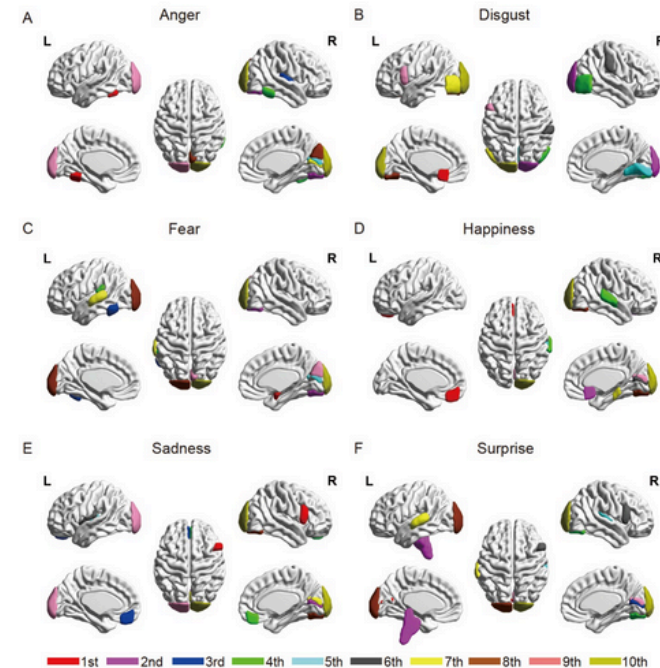 A Anger B Disgust
L R L R
C Fear D Happiness
L R L R
E Sadness F Surprise
L R L R
1st 2nd 3rd 4th 5th 6th 7th 8th 9th 10th